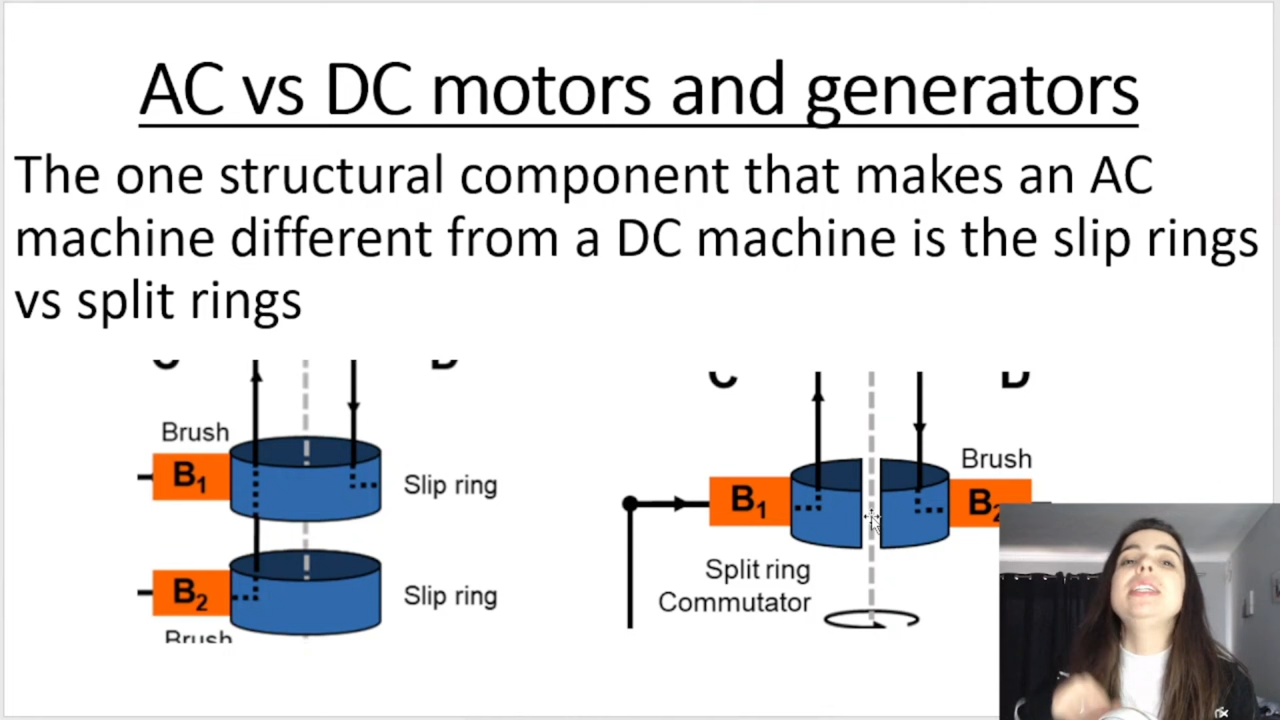 AC vs DC motors and generators
The one structural component that makes an AC
machine different from a DC machine is the slip rings
vs split rings
C D
Brush
B1
Slip ring
B2
Slip ring
Brush
C D
Brush
B1
B2
Split ring
Commutator